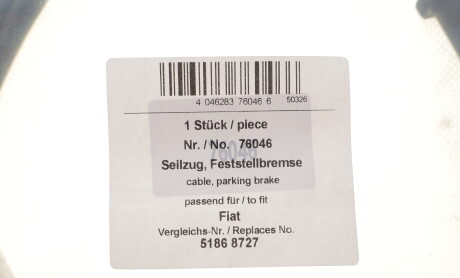 4 046283 76046 6 50326
1 Stück / piece
Nr. / No. 76046
76046
Seilzug, Feststellbremse
cable, parking brake
passend für / to fit
Fiat
Vergleichs-Nr. / Replaces No.
5186 8727